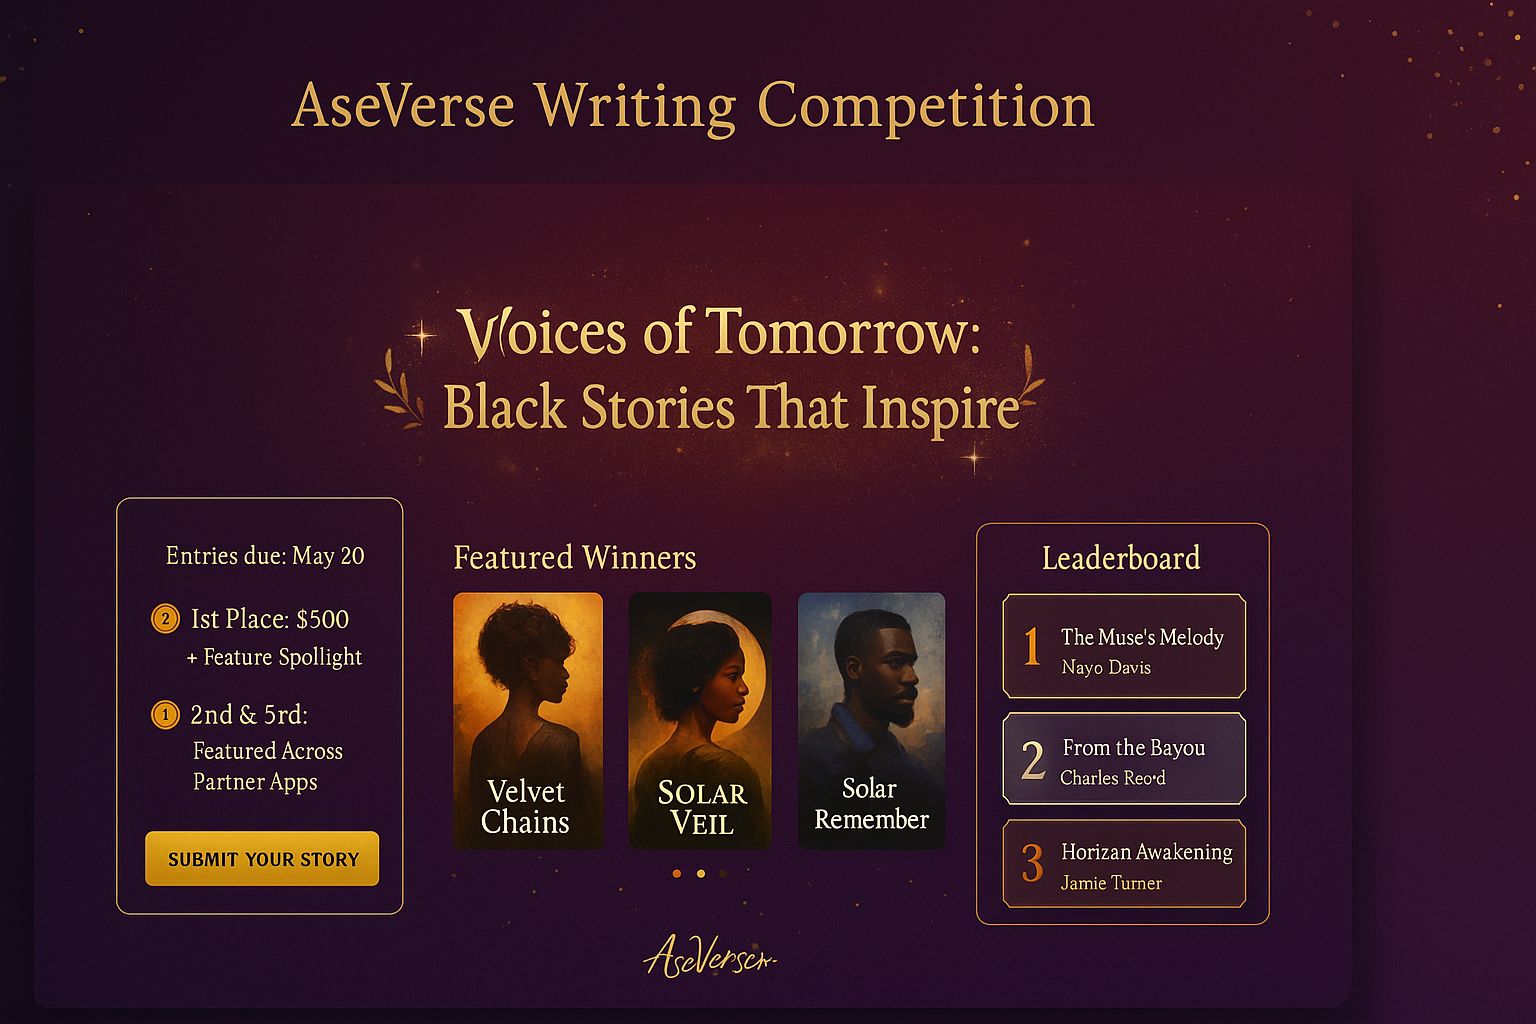 AseVerse Writing Competition
Voices of Tomorrow:
Black Stories That Inspire
Entries due: May 20
2 Ist Place: $500
+ Feature Spollight
1 2nd & 5rd:
Featured Across
Partner Apps
SUBMIT YOUR STORY
Featured Winners
Velvet
Chains
SOLAR
VEIL
Solar
Remember
Leaderboard
1 The Muse's Melody
Nayo Davis
2 From the Bayou
Charles
3 Horizan Awakening
Jamie Turner